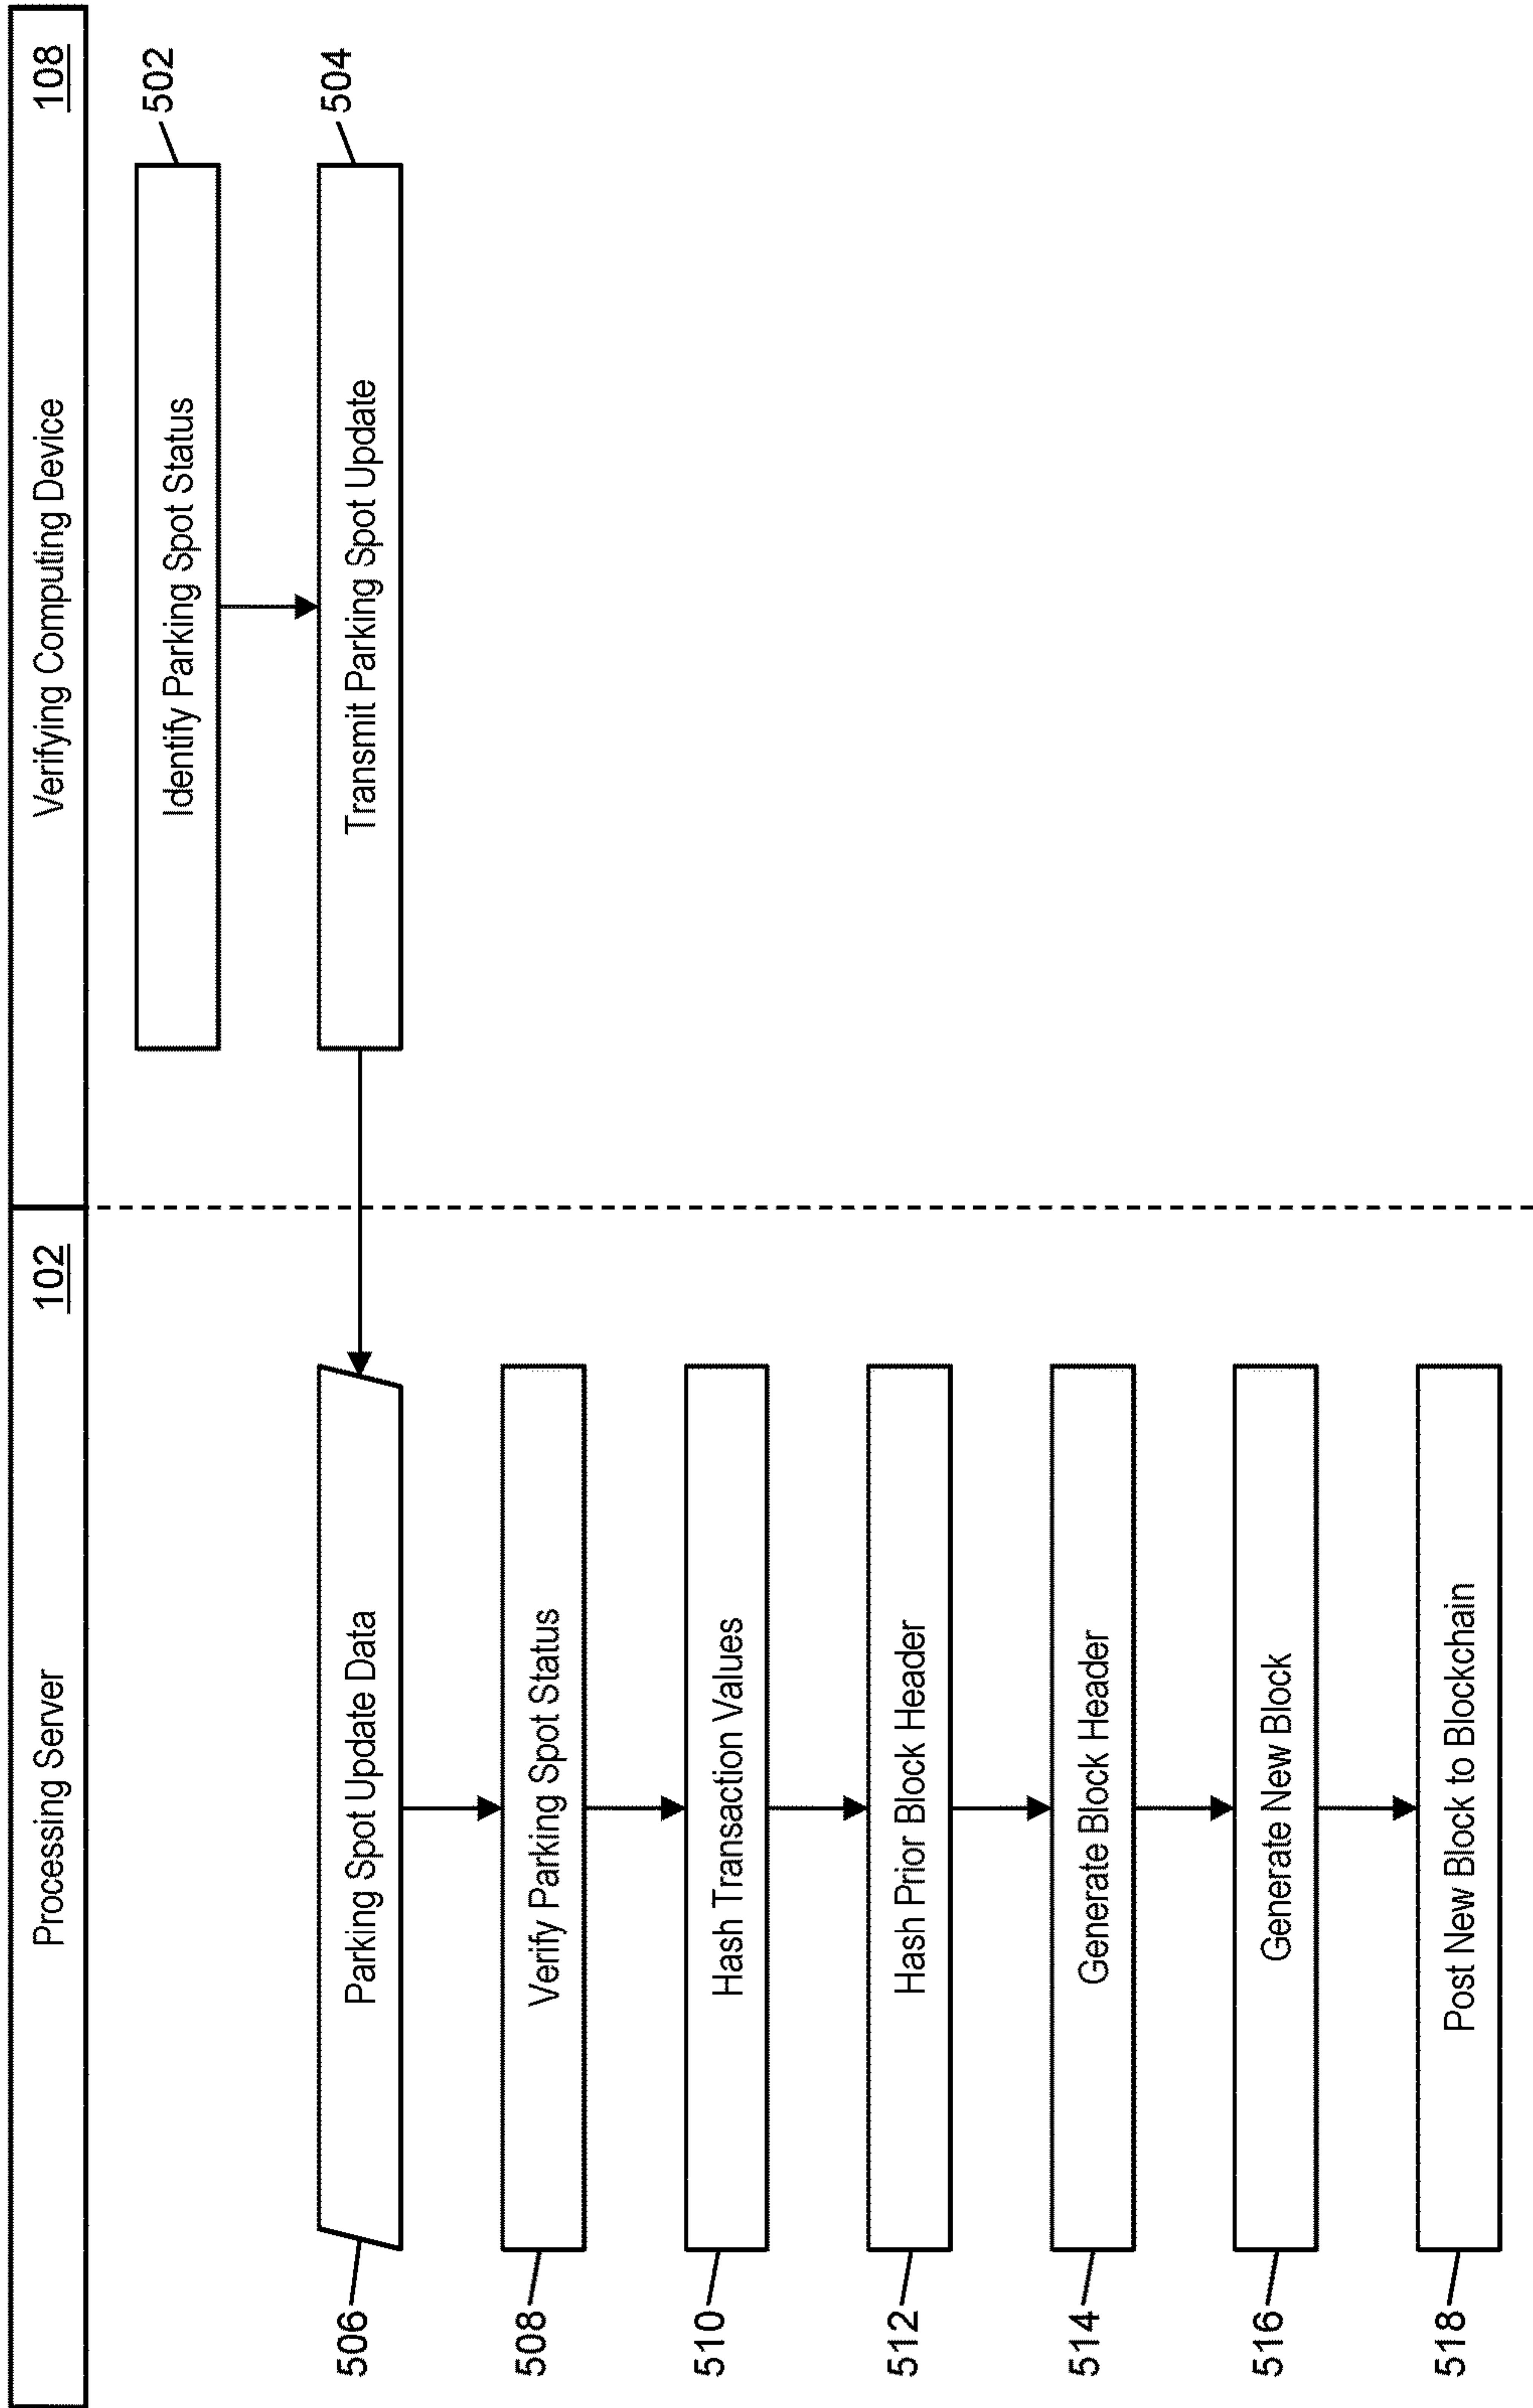 Processing Server
102
Verifying Computing Device
108
Identify Parking Spot Status
502
Transmit Parking Spot Update
504
506
Parking Spot Update Data
508
Verify Parking Spot Status
510
Hash Transaction Values
512
Hash Prior Block Header
514
Generate Block Header
516
Generate New Block
518
Post New Block to Blockchain